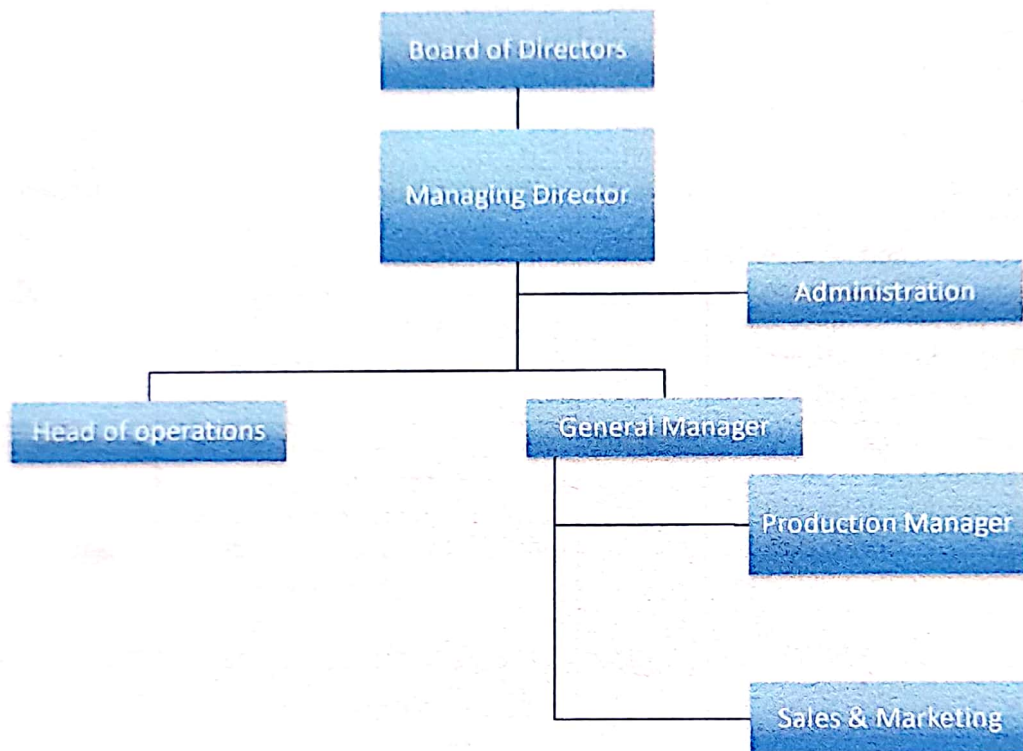 Board of Directors
Managing Director
Administration
Head of operations
General Manager
Production Manager
Sales & Marketing